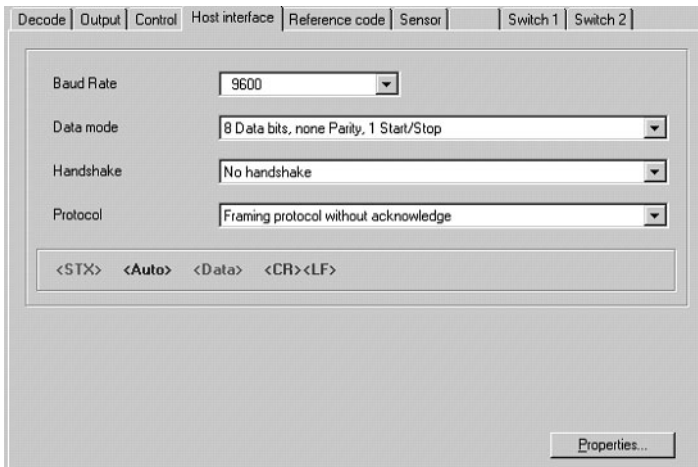 Decode Output Control Host interface Reference code Sensor Switch 1 Switch 2
Baud Rate 9600
Data mode 8 Data bits, none Parity, 1 Start/Stop
Handshake No handshake
Protocol Framing protocol without acknowledge
<STX> <Auto> <Data> <CR><LF>
Properties...